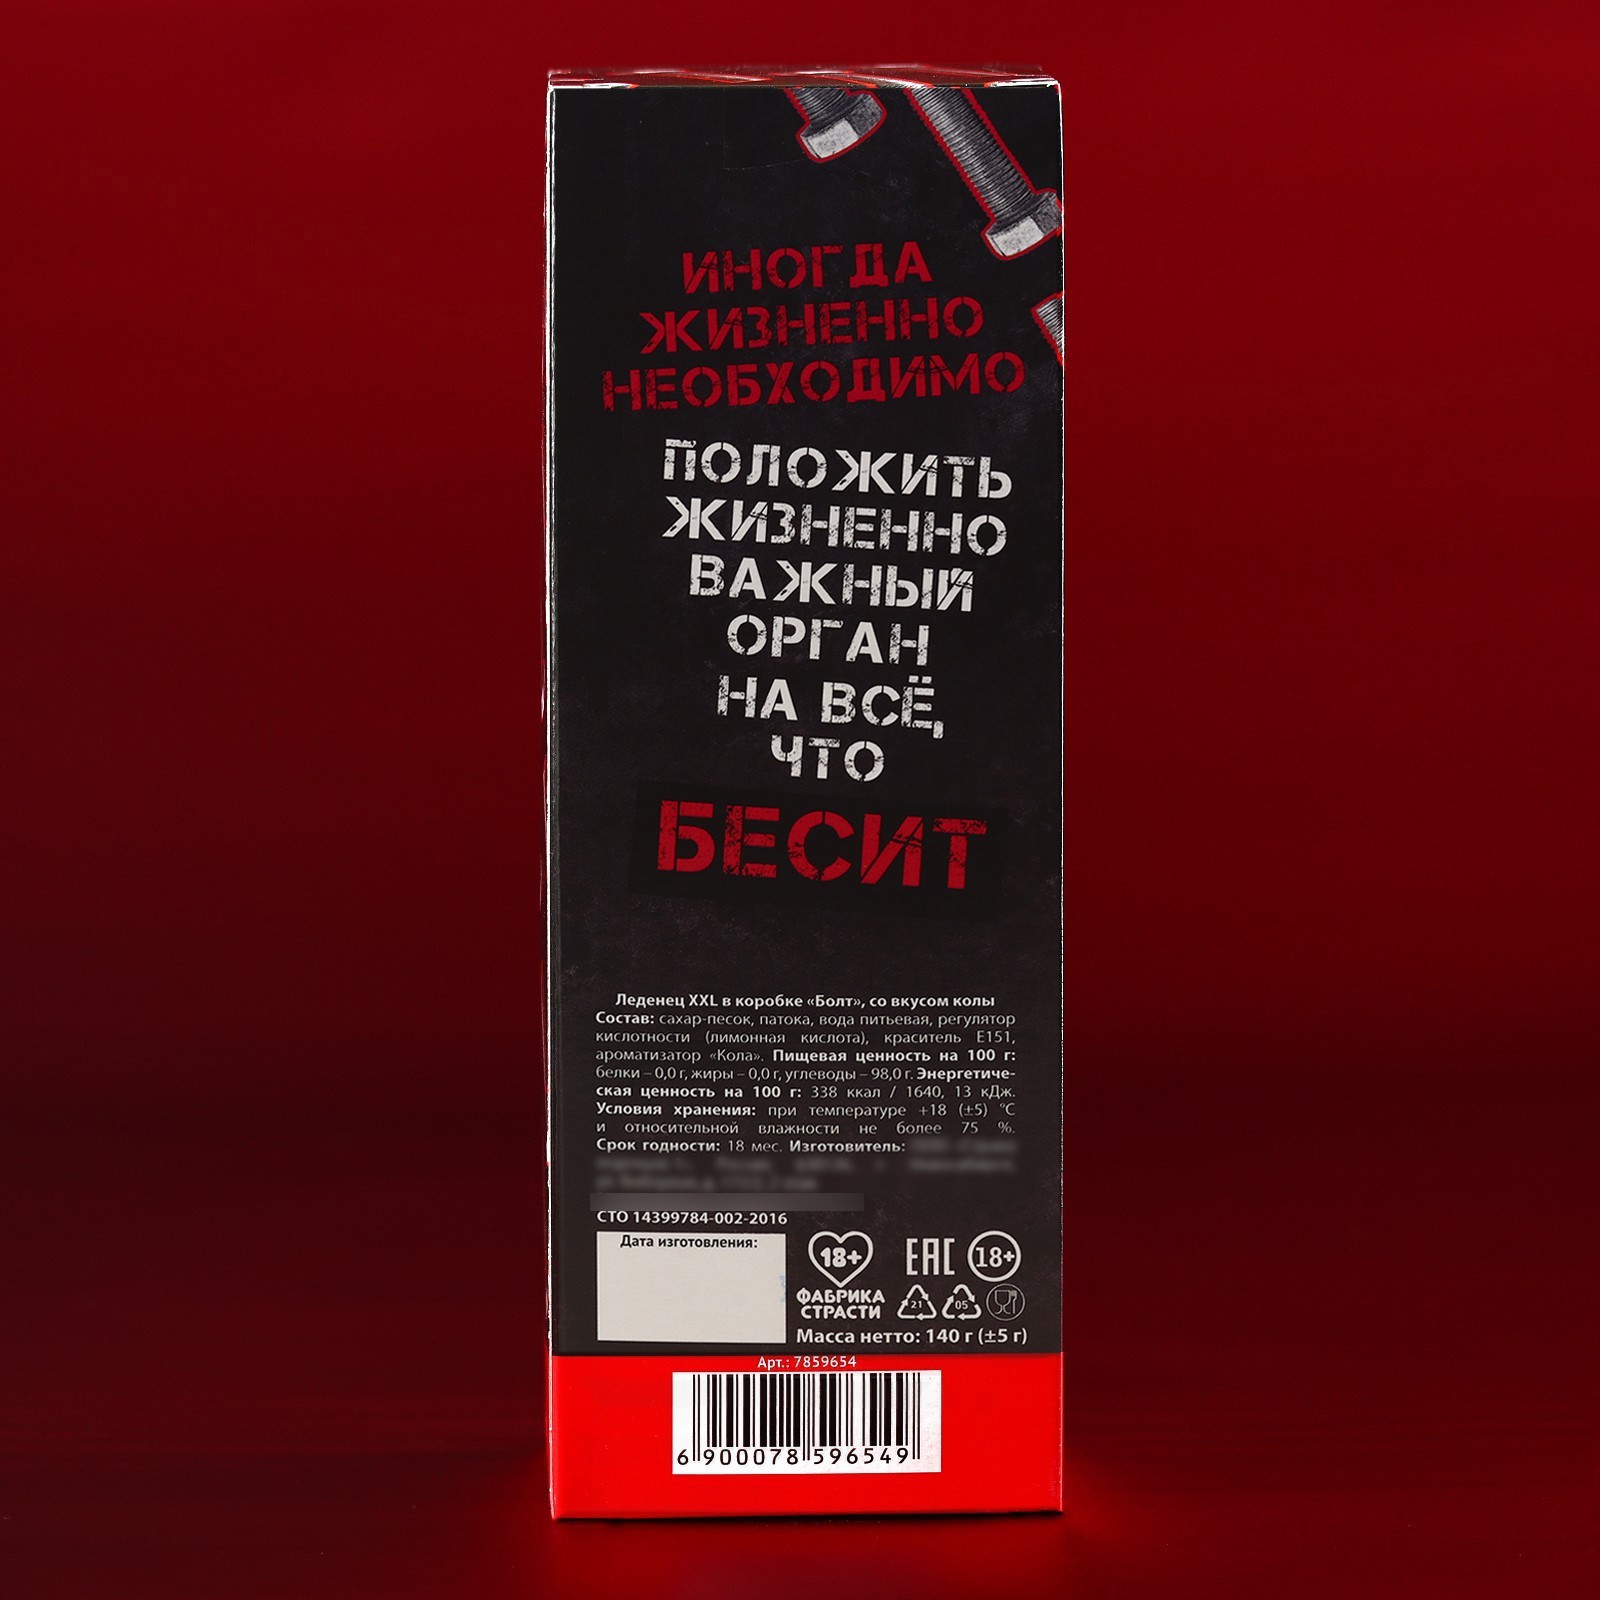 ИНОГДА
ЖИЗНЕННО
НЕОБХОДИМО
ПОЛОЖИТЬ
ЖИЗНЕННО
ВАЖНЫЙ
ОРГАН
НА ВСЁ,
ЧТО
БЕСИТ
Леденец XXL в коробке «Болт», со вкусом колы
Состав: сахар-песок, патока, вода питьевая, регулятор
кислотности (лимонная кислота), краситель Е151,
ароматизатор «Кола». Пищевая ценность на 100 г:
белки – 0,0 г, жиры – 0,0 г, углеводы – 98,0 г. Энергетиче-
ская ценность на 100 г: 338 ккал / 1640, 13 кДж.
Условия хранения: при температуре +18 (±5) °С
и относительной влажности не более 75 %.
Срок годности: 18 мес. Изготовитель:
СТО 14399784-002-2016
Дата изготовления:
18+
ФАБРИКА
СТРАСТИ
ЕАС
18+
21
05
Масса нетто: 140 г (±5 г)
Арт.: 7859654
6 900078 596549